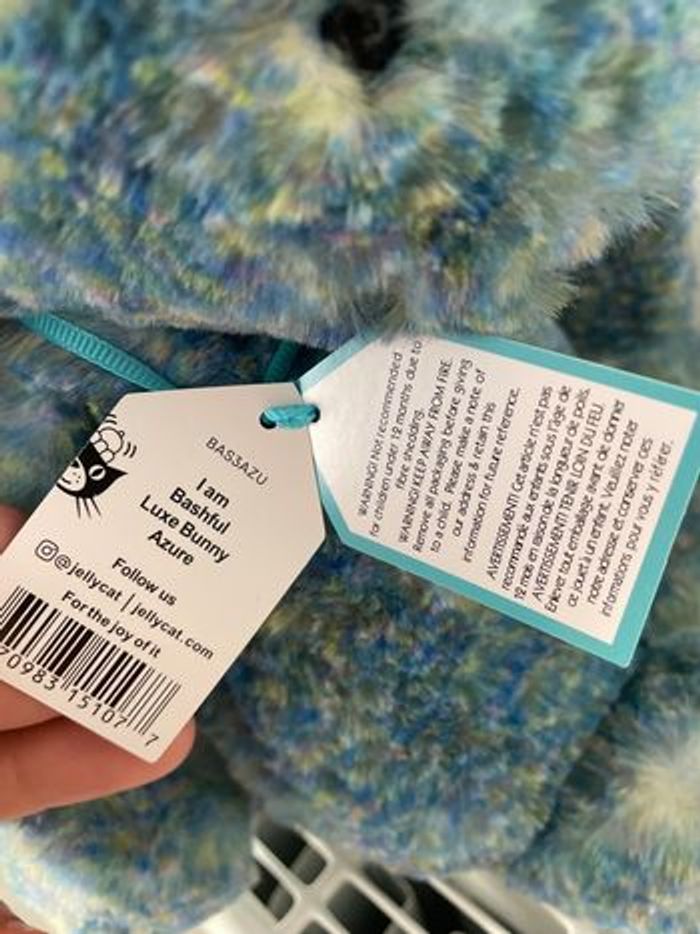 BAS3AZU
I am
Bashful
Luxe Bunny
Azure
Follow us
@jellycat | jellycat.com
For the joy of it
70983 15107 7
WARNING! Not recommended
for children under 12 months due to
fibre shedding.
WARNING! KEEP AWAY FROM FIRE.
Remove all packaging before giving
to a child. Please make a note of
our address & retain this
information for future reference.
AVERTISSEMENT! Cet article n'est pas
recommandé aux enfants sous l'âge de
12 mois en raison de la longueur de poils.
AVERTISSEMENT! TENIR LOIN DU FEU
Enlever tout emballage avant de donner
ce jouet à un enfant. Veuillez noter
notre adresse et conserver ces
informations pour vous y référer.